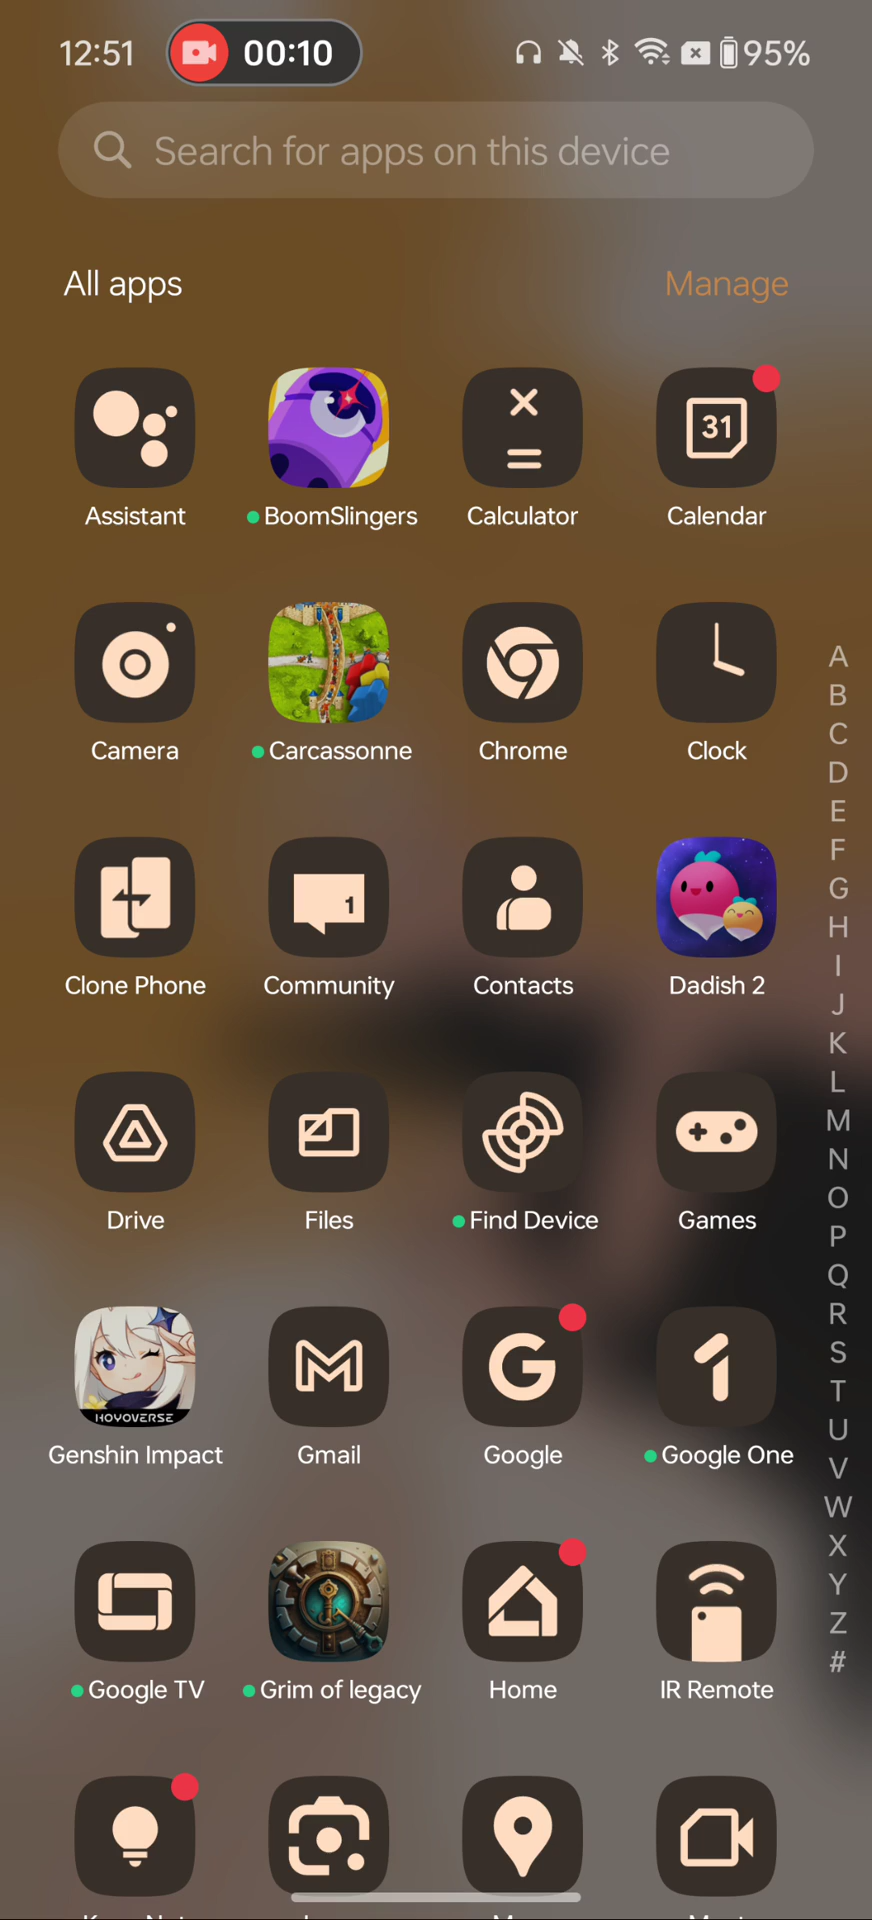 12:51 00:10 95%
Search for apps on this device
All apps Manage
31
Assistant BoomSlingers Calculator Calendar
Camera Carcassonne Chrome Clock
1
Clone Phone Community Contacts Dadish 2
Drive Files Find Device Games
HOYOVERSE
Genshin Impact Gmail Google Google One
Google TV Grim of legacy Home IR Remote
A
B
C
D
E
F
G
H
I
J
K
L
M
N
O
P
Q
R
S
T
U
V
W
X
Y
Z
#